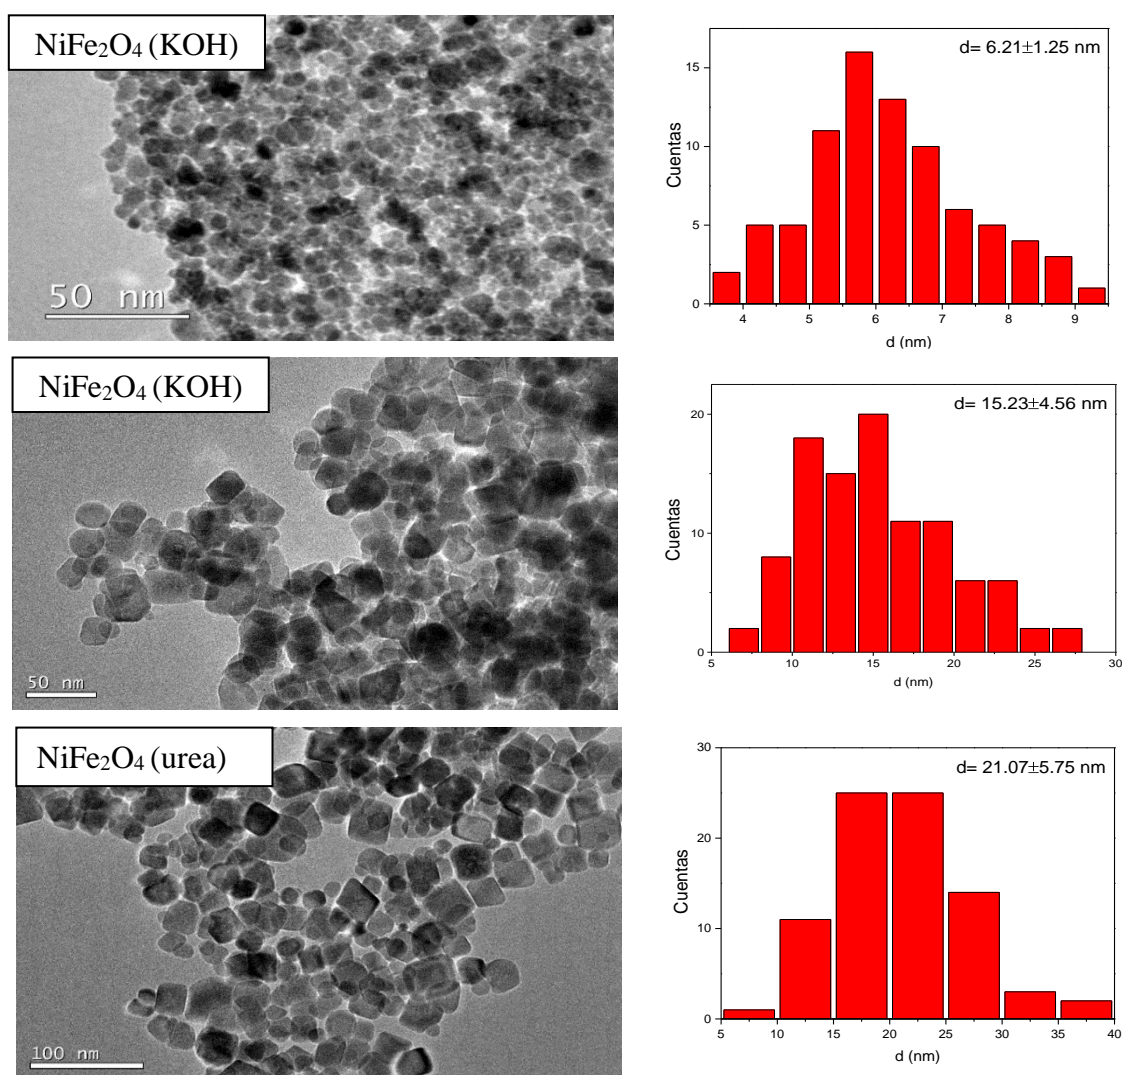 NiFe₂O₄ (KOH)
50 nm
d= 6.21±1.25 nm
Cuentas
15
10
5
0
4 5 6 7 8 9
d (nm)
NiFe₂O₄ (KOH)
50 nm
d= 15.23±4.56 nm
Cuentas
20
10
0
5 10 15 20 25 30
d (nm)
NiFe₂O₄ (urea)
100 nm
d= 21.07±5.75 nm
Cuentas
30
20
10
0
5 10 15 20 25 30 35 40
d (nm)